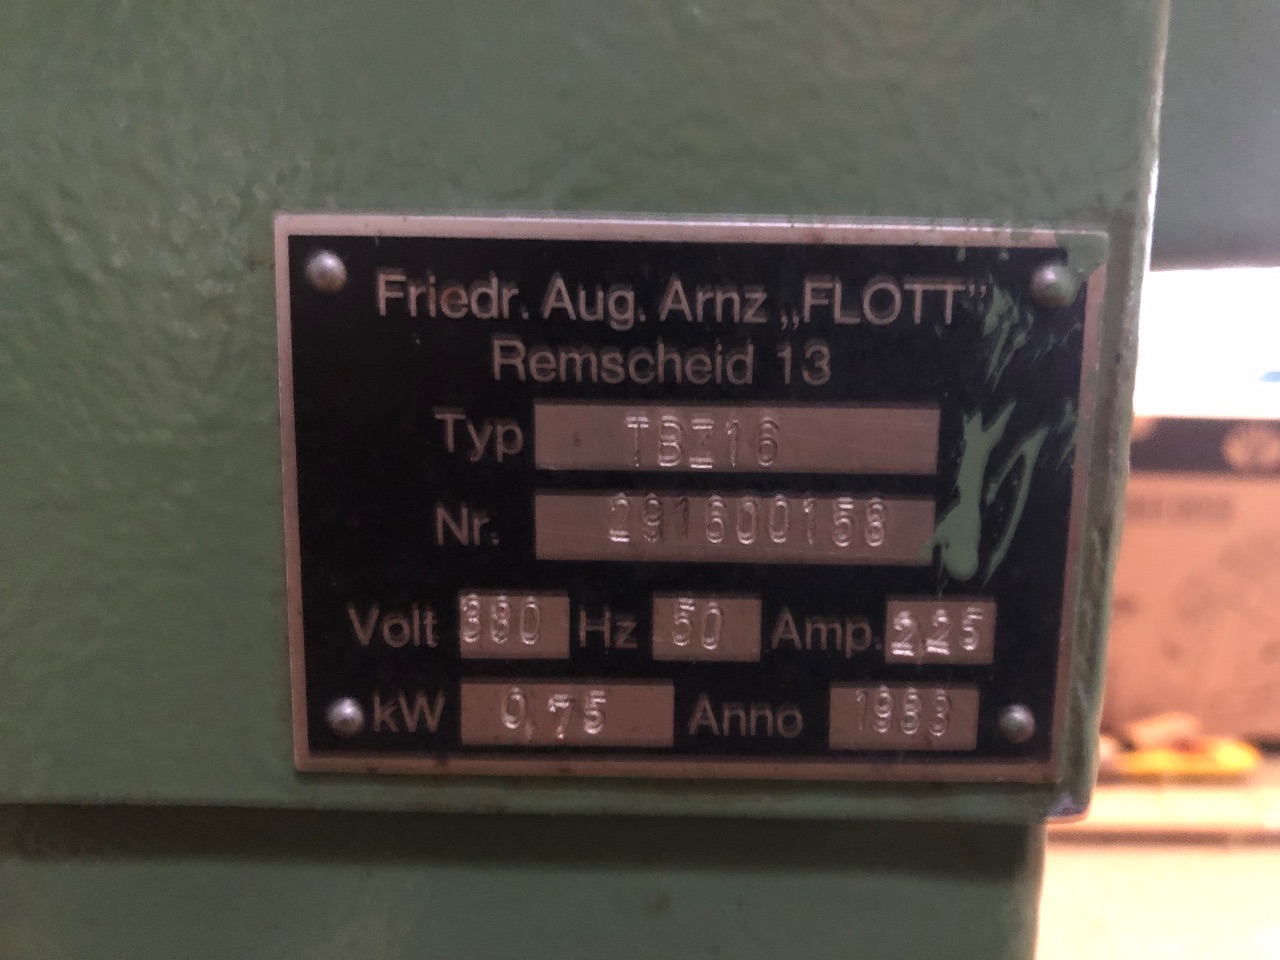 Friedr. Aug. Arnz „FLOTT”
Remscheid 13
Typ TBZ16
Nr. 291600158
Volt 380 Hz 50 Amp. 2.25
kW 0,75 Anno 1983